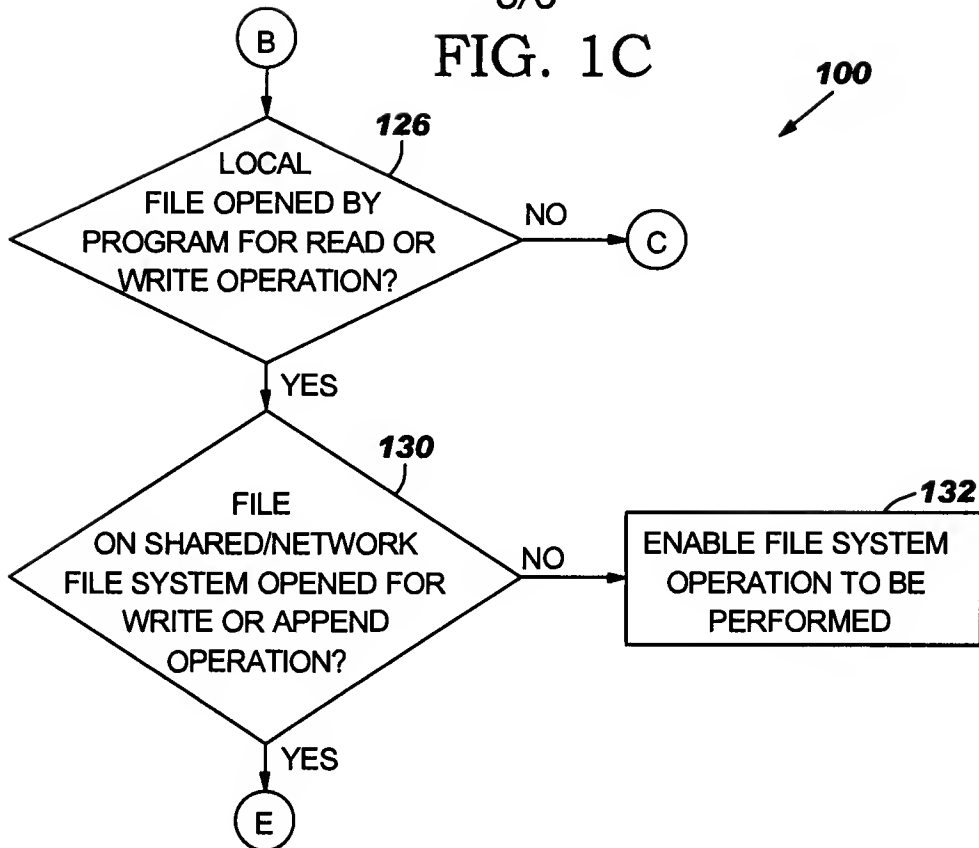 B
FIG. 1C
100
126
LOCAL
FILE OPENED BY
PROGRAM FOR READ OR
WRITE OPERATION?
NO
C
YES
130
FILE
ON SHARED/NETWORK
FILE SYSTEM OPENED FOR
WRITE OR APPEND
OPERATION?
NO
132
ENABLE FILE SYSTEM
OPERATION TO BE
PERFORMED
YES
E